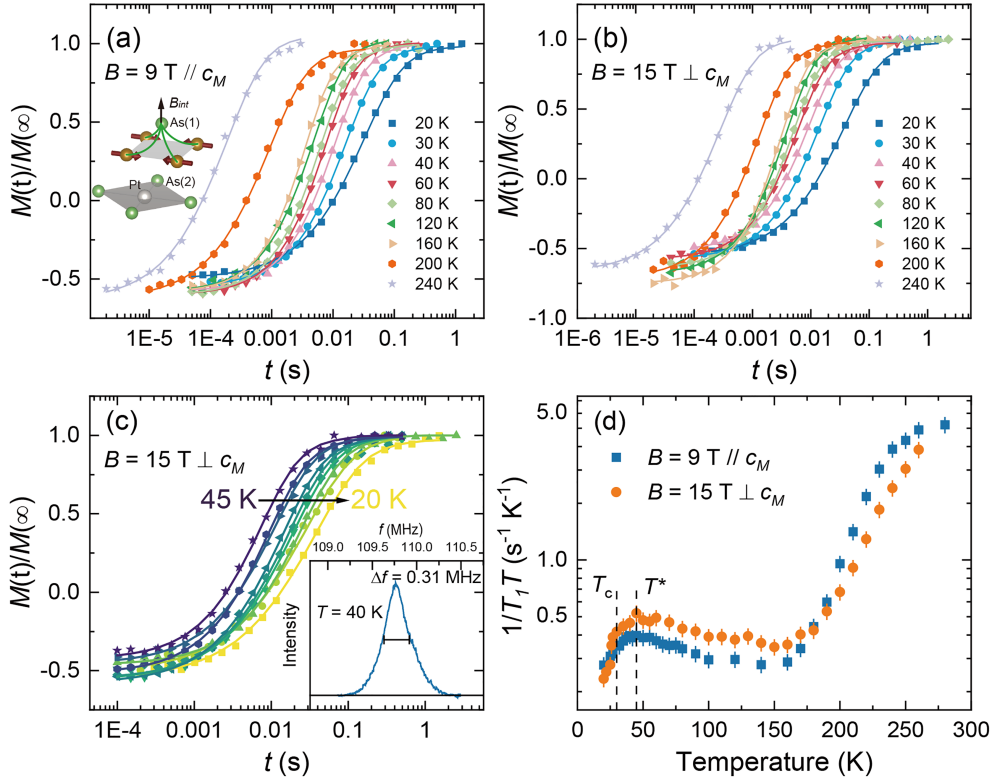 (a)
B = 9 T // c_M
B_int
As(1)
Pt
As(2)
20 K
30 K
40 K
60 K
80 K
120 K
160 K
200 K
240 K
1.0
0.5
0.0
-0.5
M(t)/M(∞)
1E-5 1E-4 0.001 0.01 0.1 1
t (s)
(b)
B = 15 T ⊥ c_M
20 K
30 K
40 K
60 K
80 K
120 K
160 K
200 K
240 K
1.0
0.5
0.0
-0.5
-1.0
M(t)/M(∞)
1E-6 1E-5 1E-4 0.001 0.01 0.1 1
t (s)
(c)
B = 15 T ⊥ c_M
45 K 20 K
f (MHz)
109.0 109.5 110.0 110.5
Δf = 0.31 MHz
T = 40 K
Intensity
1.0
0.5
0.0
-0.5
M(t)/M(∞)
1E-4 0.001 0.01 0.1 1
t (s)
(d)
B = 9 T // c_M
B = 15 T ⊥ c_M
T_c
T*
5.0
1.0
0.5
1/T_1T (s^-1 K^-1)
0 50 100 150 200 250 300
Temperature (K)